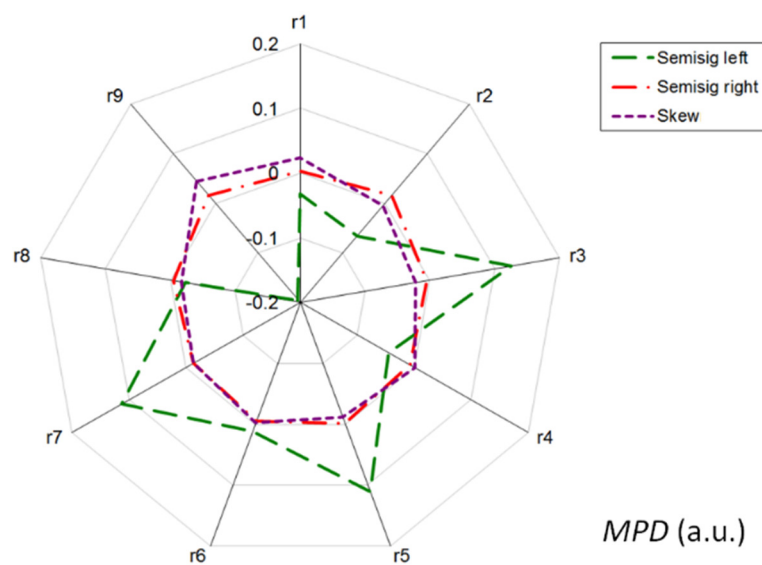 r1
0.2
0.1
0
-0.1
-0.2
r2
r3
r4
r5
r6
r7
r8
r9
Semisig left
Semisig right
Skew
MPD (a.u.)